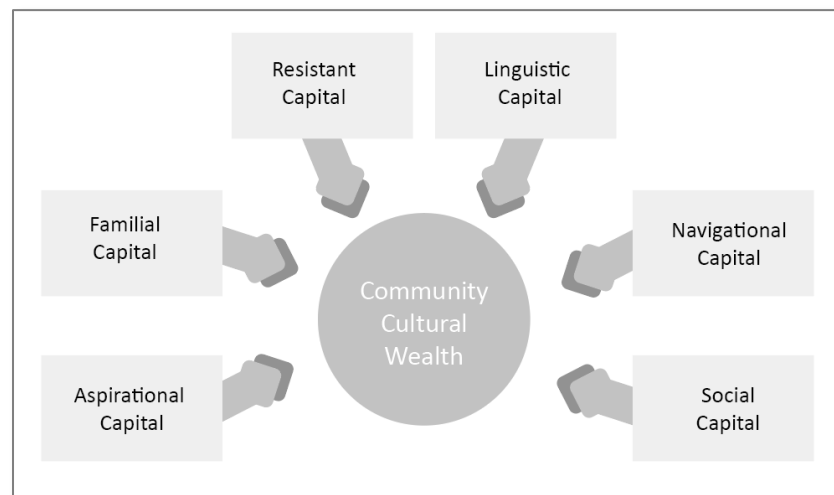 Resistant
Capital
Linguistic
Capital
Familial
Capital
Navigational
Capital
Community
Cultural
Wealth
Aspirational
Capital
Social
Capital